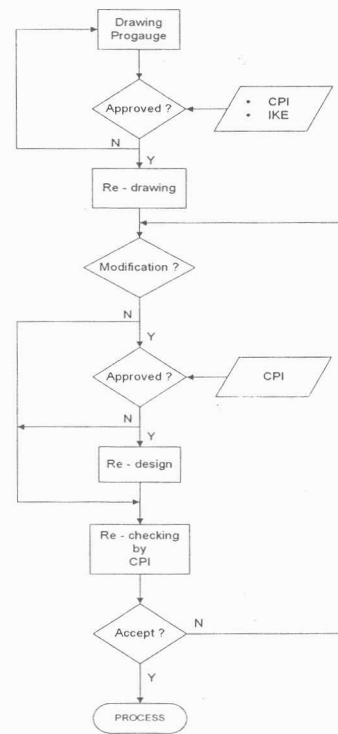 Drawing
Progauge
Approved ?
• CPI
• IKE
N
Y
Re - drawing
Modification ?
N
Y
Approved ?
CPI
N
Y
Re - design
Re - checking
by
CPI
Accept ?
N
Y
PROCESS